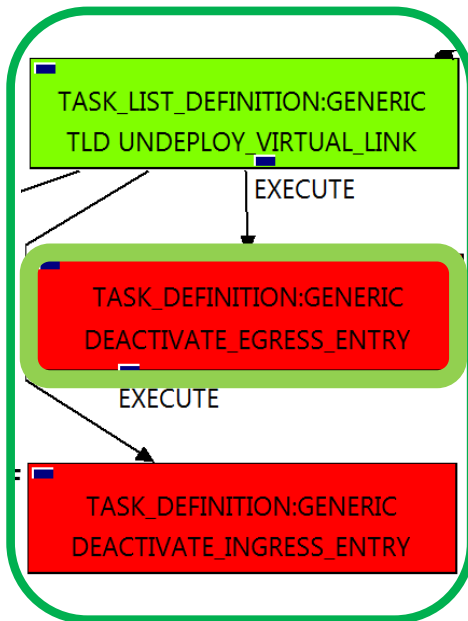 TASK_LIST_DEFINITION:GENERIC
TLD UNDEPLOY_VIRTUAL_LINK
EXECUTE
TASK_DEFINITION:GENERIC
DEACTIVATE_EGRESS_ENTRY
EXECUTE
TASK_DEFINITION:GENERIC
DEACTIVATE_INGRESS_ENTRY